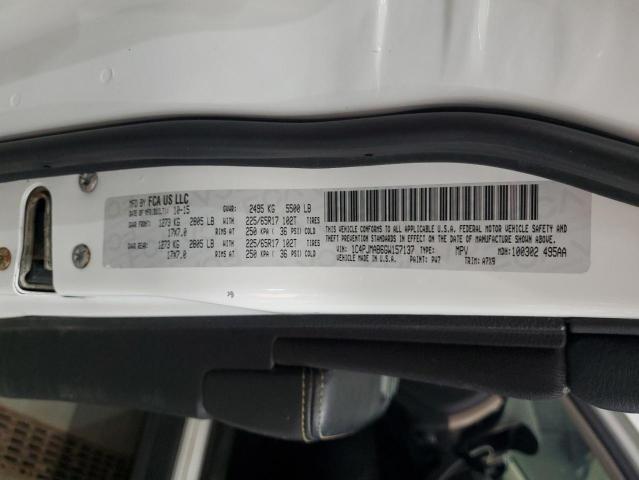 MFD BY FCA US LLC
DATE OF MFR 10-15 GVWR: 2495 KG 5500 LB
GAWR FRONT: 1273 KG 2805 LB WITH 225/65R17 102T TIRES
17X7.0 RIMS AT 250 KPA ( 36 PSI) COLD
GAWR REAR: 1273 KG 2805 LB WITH 225/65R17 102T TIRES
17X7.0 RIMS AT 250 KPA ( 36 PSI) COLD
THIS VEHICLE CONFORMS TO ALL APPLICABLE U.S.A. FEDERAL MOTOR VEHICLE SAFETY AND
THEFT PREVENTION STANDARDS IN EFFECT ON THE DATE OF MANUFACTURE SHOWN ABOVE.
VIN: 1C4PJMAB6GW157137 TYPE: MPV MDH: 100302 495AA
VEHICLE MADE IN U.S.A. PAINT: PW7 TRIM: A7X9